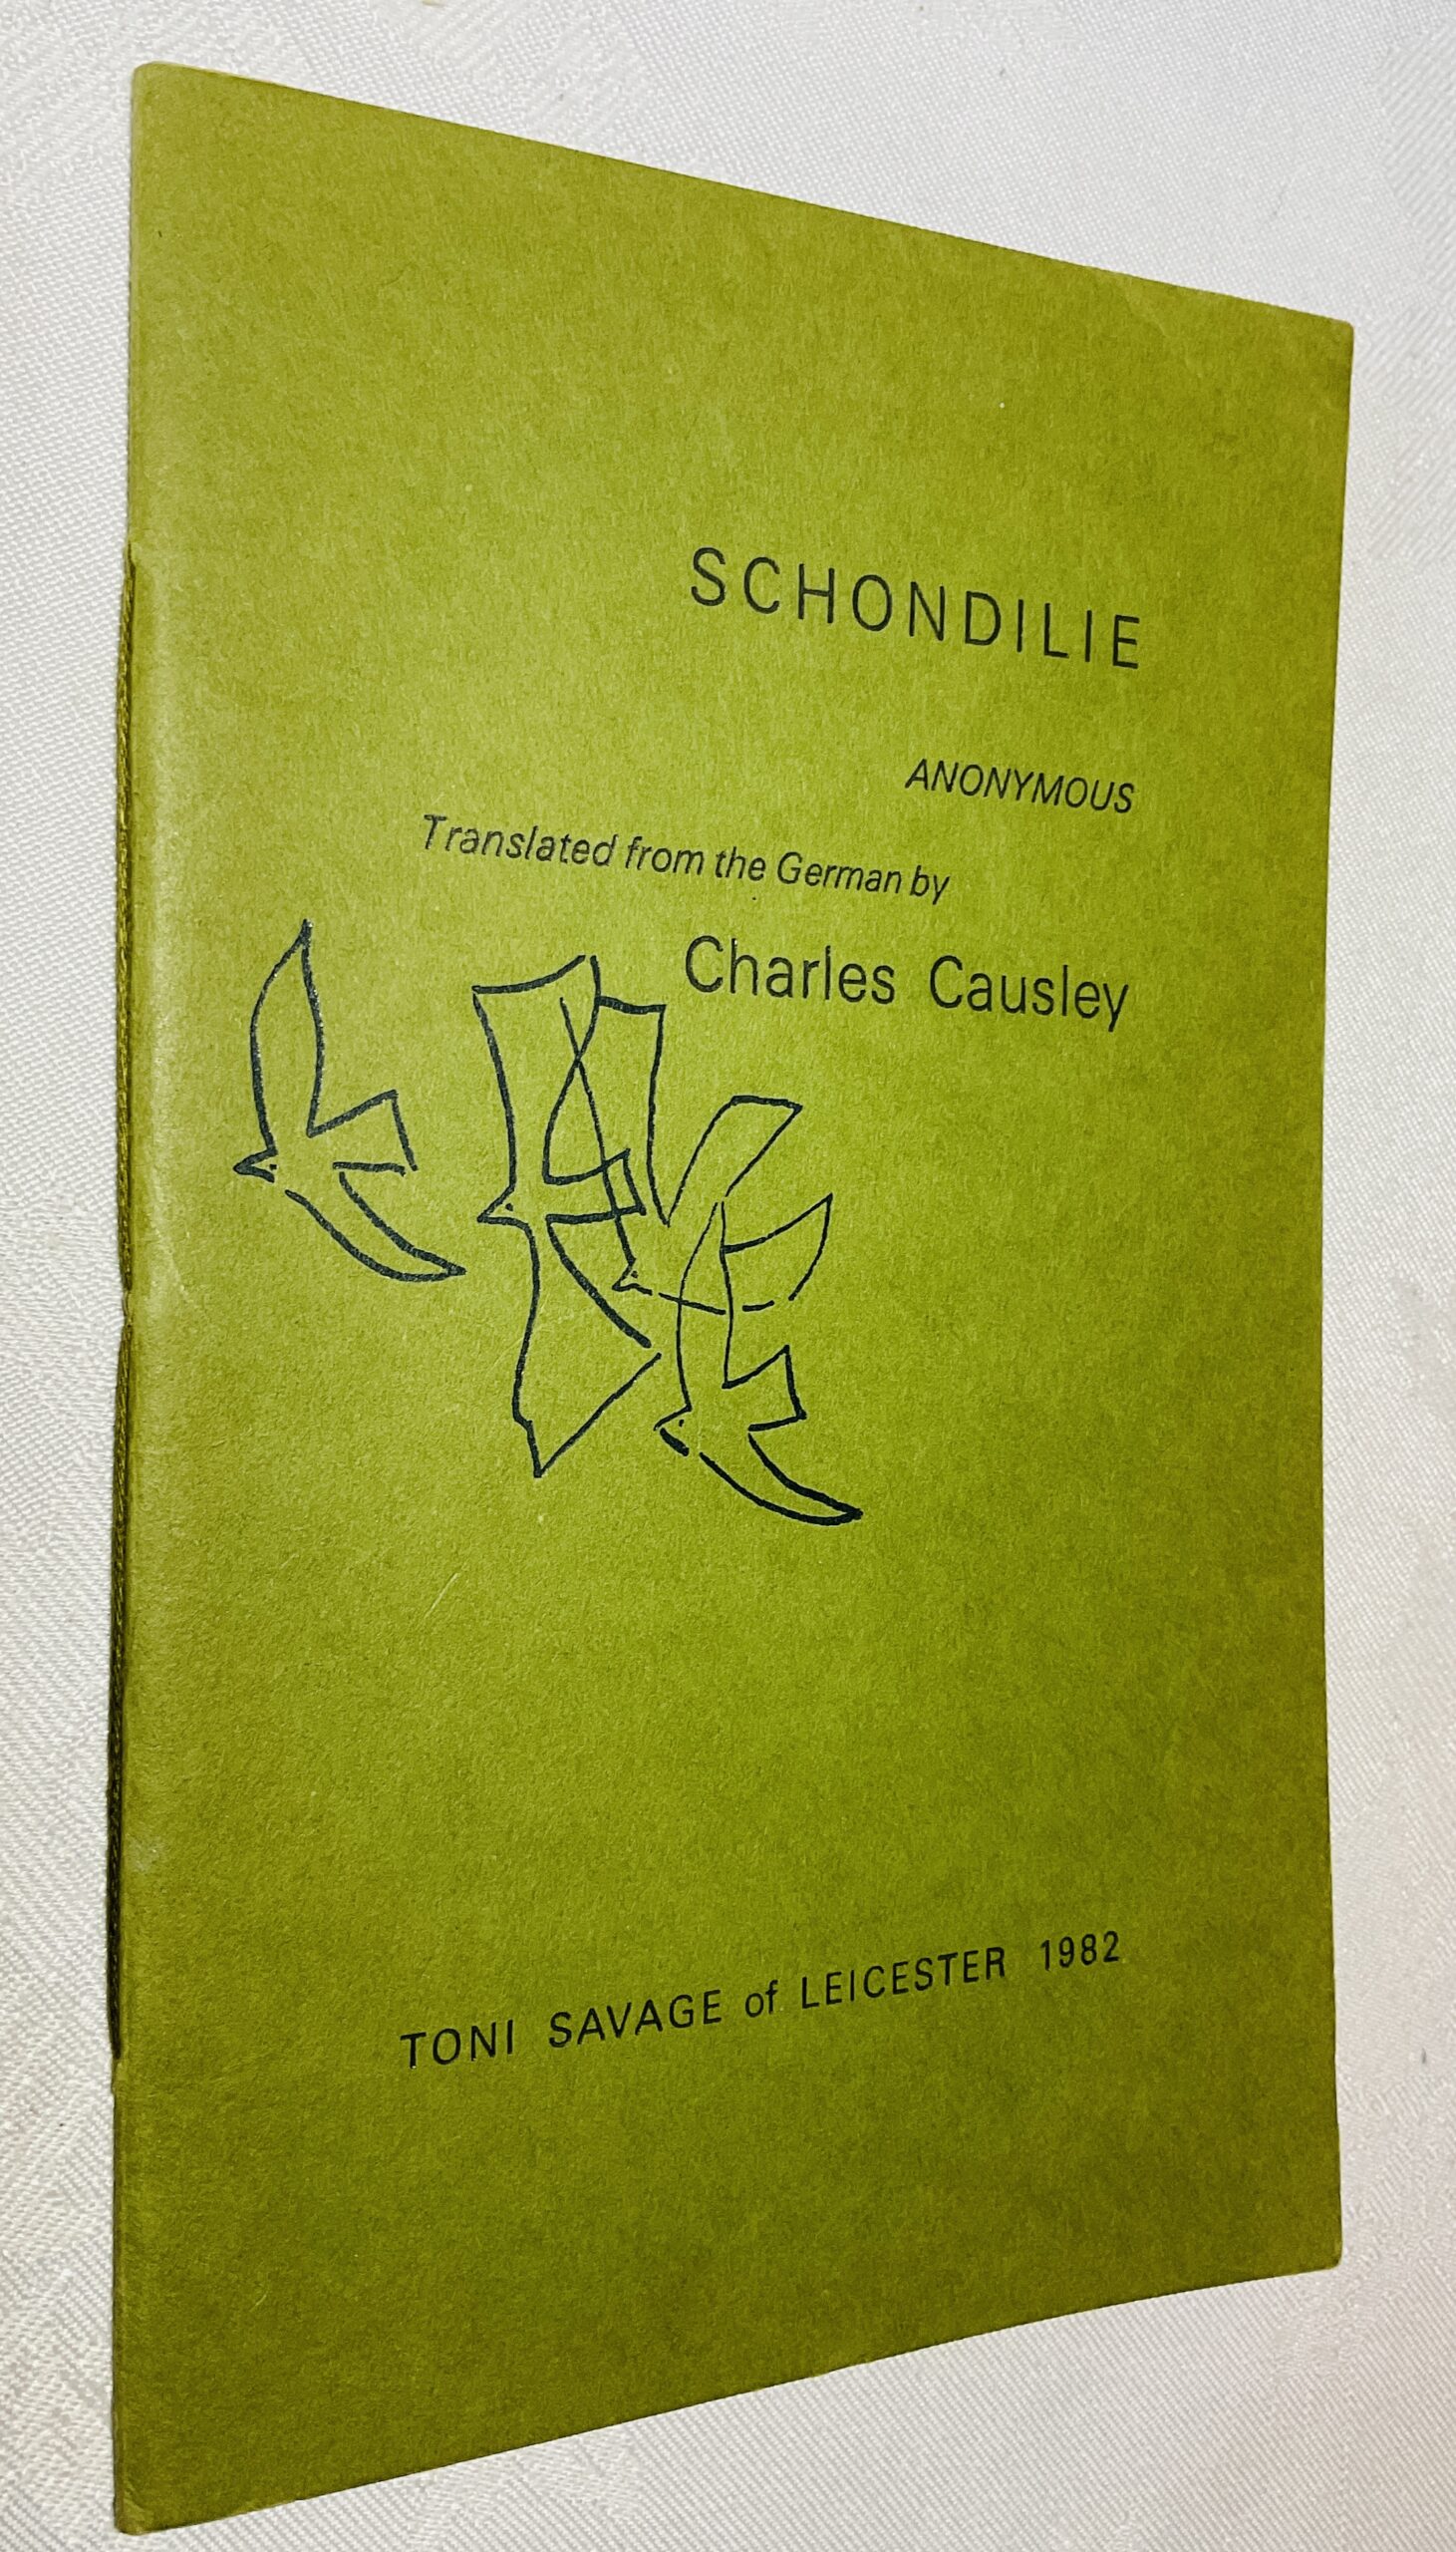 SCHONDILIE
ANONYMOUS
Translated from the German by
Charles Causley
TONI SAVAGE of LEICESTER 1982